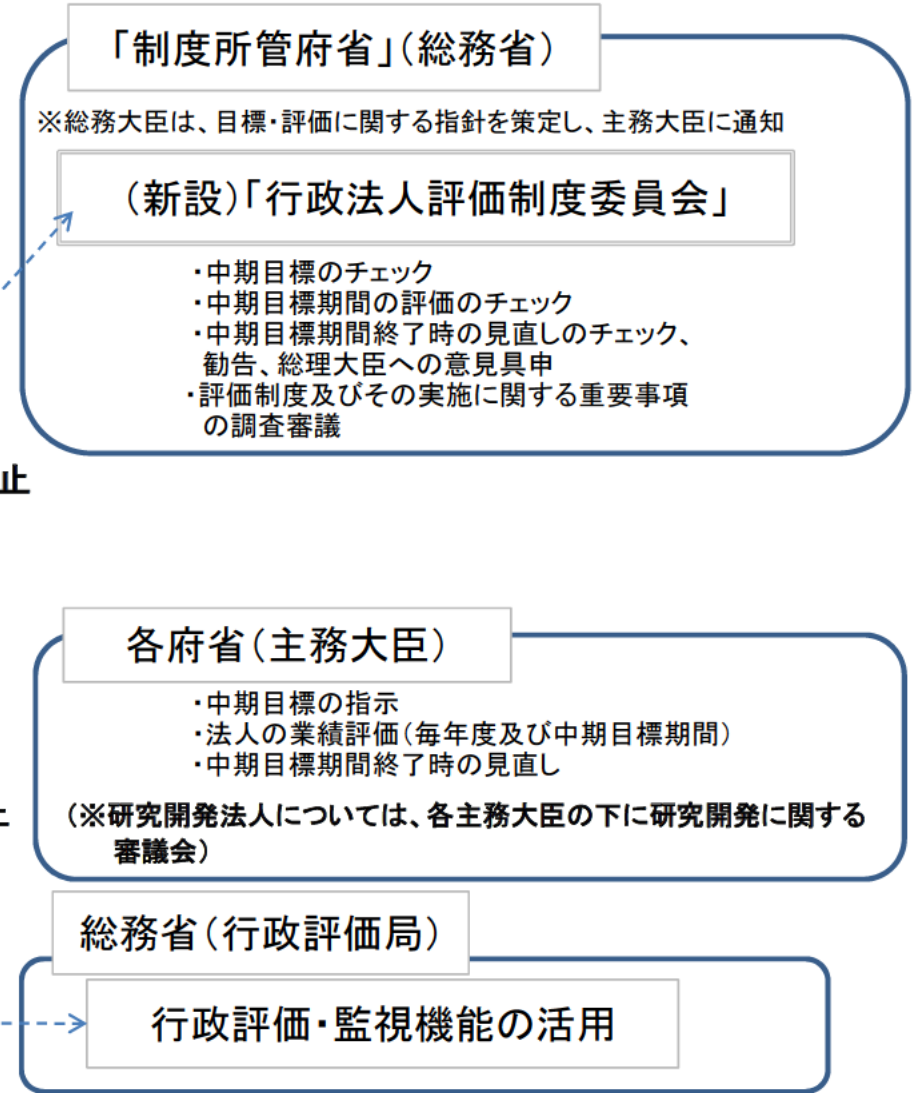 「制度所管府省」(総務省)
※総務大臣は、目標・評価に関する指針を策定し、主務大臣に通知
(新設)「行政法人評価制度委員会」
・中期目標のチェック
・中期目標期間の評価のチェック
・中期目標期間終了時の見直しのチェック、
勧告、総理大臣への意見具申
・評価制度及びその実施に関する重要事項
の調査審議
止
各府省(主務大臣)
・中期目標の指示
・法人の業績評価(毎年度及び中期目標期間)
・中期目標期間終了時の見直し
(※研究開発法人については、各主務大臣の下に研究開発に関する
審議会)
総務省(行政評価局)
行政評価・監視機能の活用